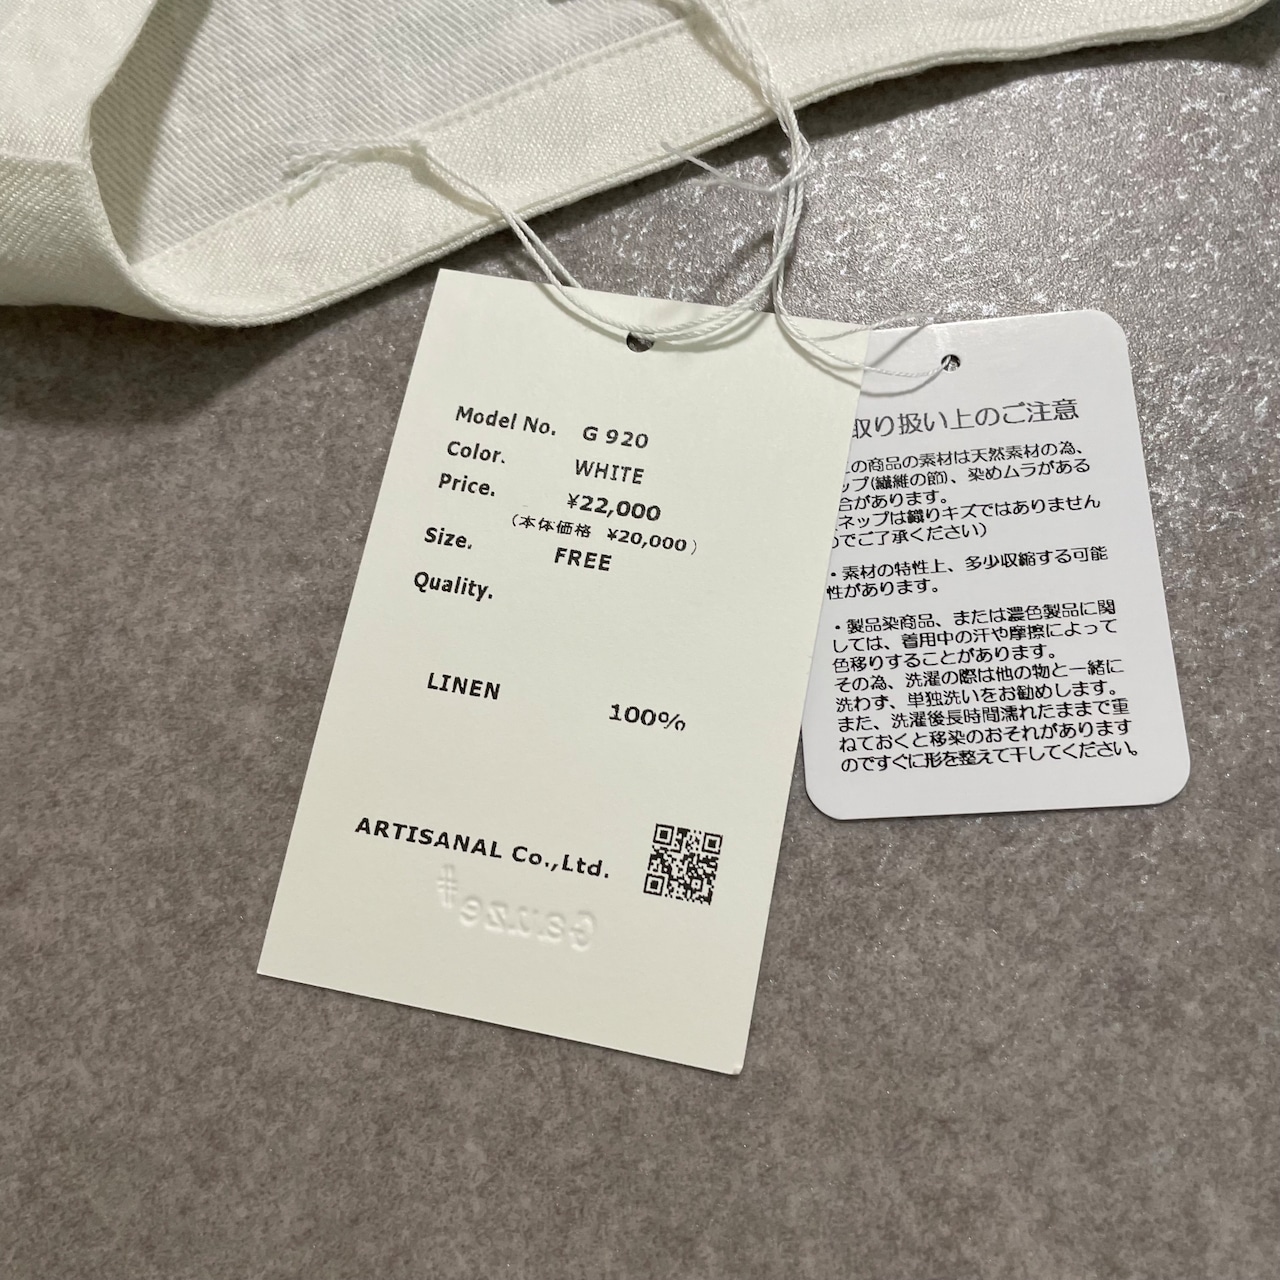 Model No. G 920
Color. WHITE
Price. ¥22,000
(本体価格 ¥20,000)
Size. FREE
Quality.
LINEN 100%
ARTISANAL Co.,Ltd.
Gauze#
取り扱い上のご注意
の商品の素材は天然素材の為、
ップ(繊維の節)、染めムラがある
合があります。
ネップは織りキズではありません
でご了承ください)
・素材の特性上、多少収縮する可能
性があります。
・製品染商品、または濃色製品に関
しては、着用中の汗や摩擦によって
色移りすることがあります。
その為、洗濯の際は他の物と一緒に
洗わず、単独洗いをお勧めします。
また、洗濯後長時間濡れたままで重
ねておくと移染のおそれがあります
のですぐに形を整えて干してください。